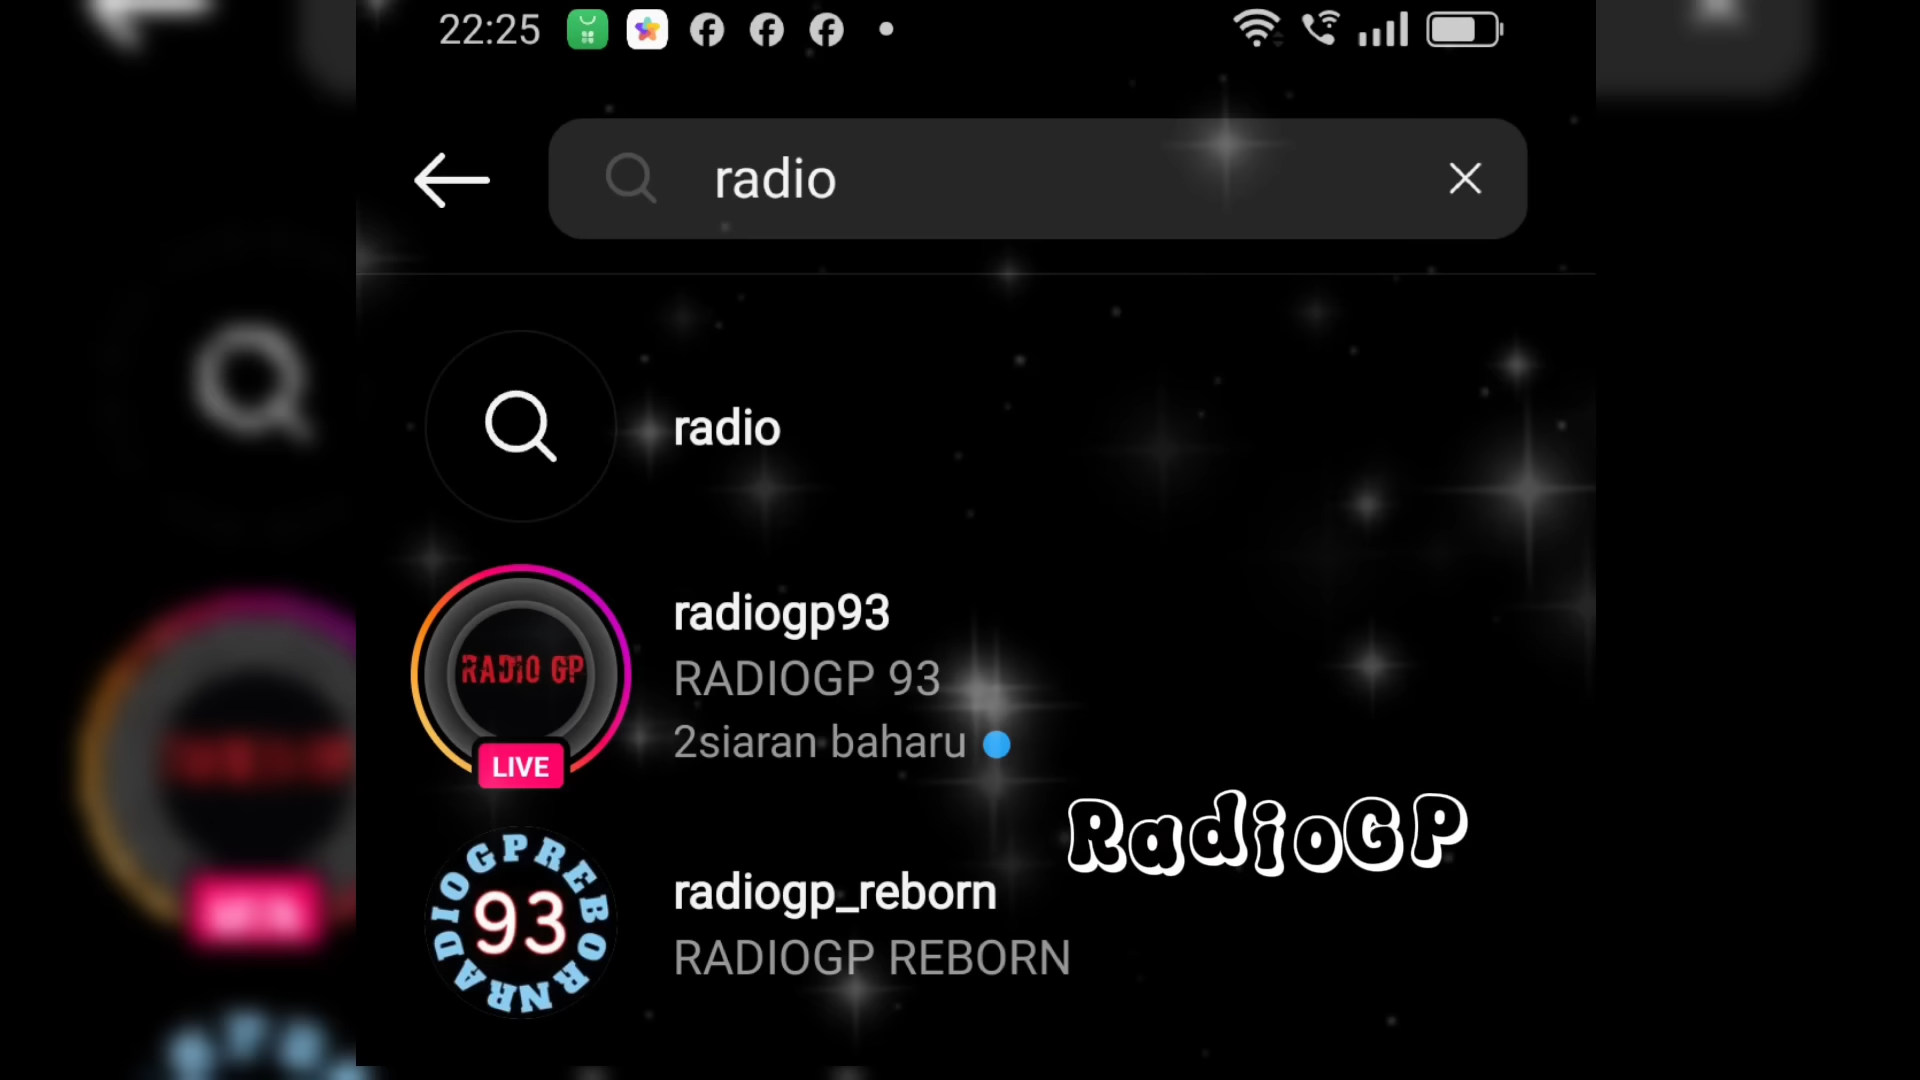 22:25
radio
radio
radiogp93
RADIO GP
RADIOGP 93
2siaran baharu
LIVE
RadioGP
radiogp_reborn
RADIOGPREBORN
93
RADIOGP REBORN